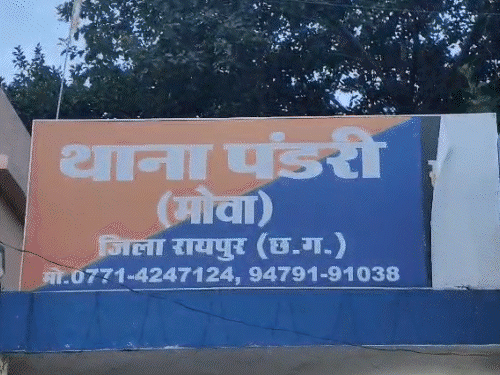 थाना पंडरी
(मोवा)
जिला रायपुर (छ.ग.)
मो.0771-4247124, 94791-91038